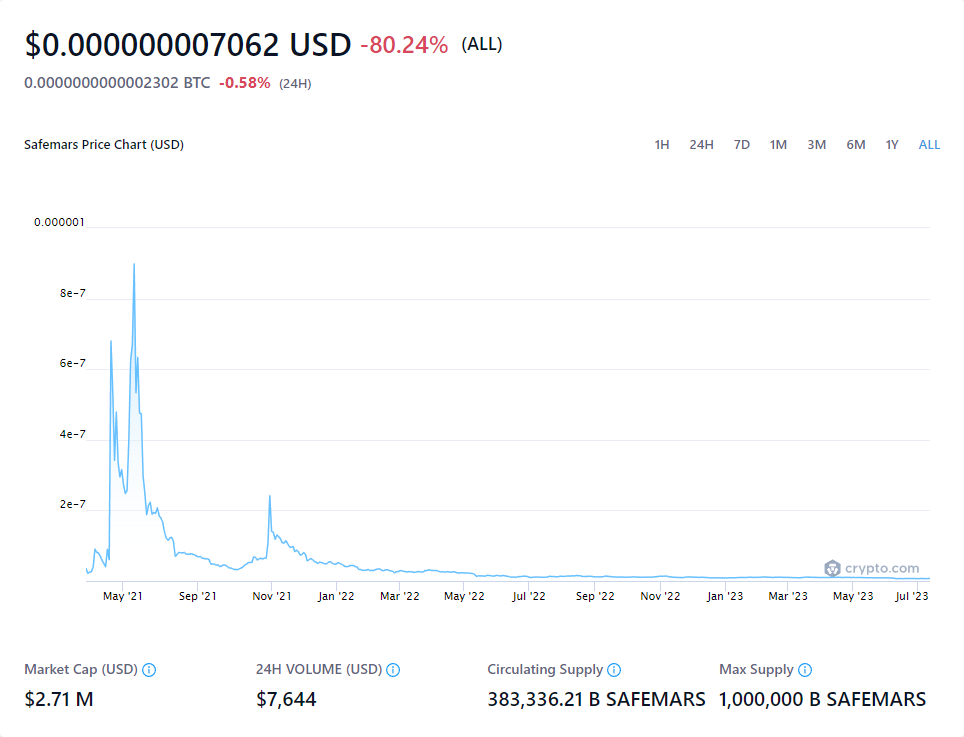 $0.000000007062 USD -80.24% (ALL)
0.0000000000002302 BTC -0.58% (24H)
Safemars Price Chart (USD) 1H 24H 7D 1M 3M 6M 1Y ALL
0.000001
8e-7
6e-7
4e-7
2e-7
crypto.com
May '21 Sep '21 Nov '21 Jan '22 Mar '22 May '22 Jul '22 Sep '22 Nov '22 Jan '23 Mar '23 May '23 Jul '23
Market Cap (USD) 24H VOLUME (USD) Circulating Supply Max Supply
$2.71 M $7,644 383,336.21 B SAFEMARS 1,000,000 B SAFEMARS